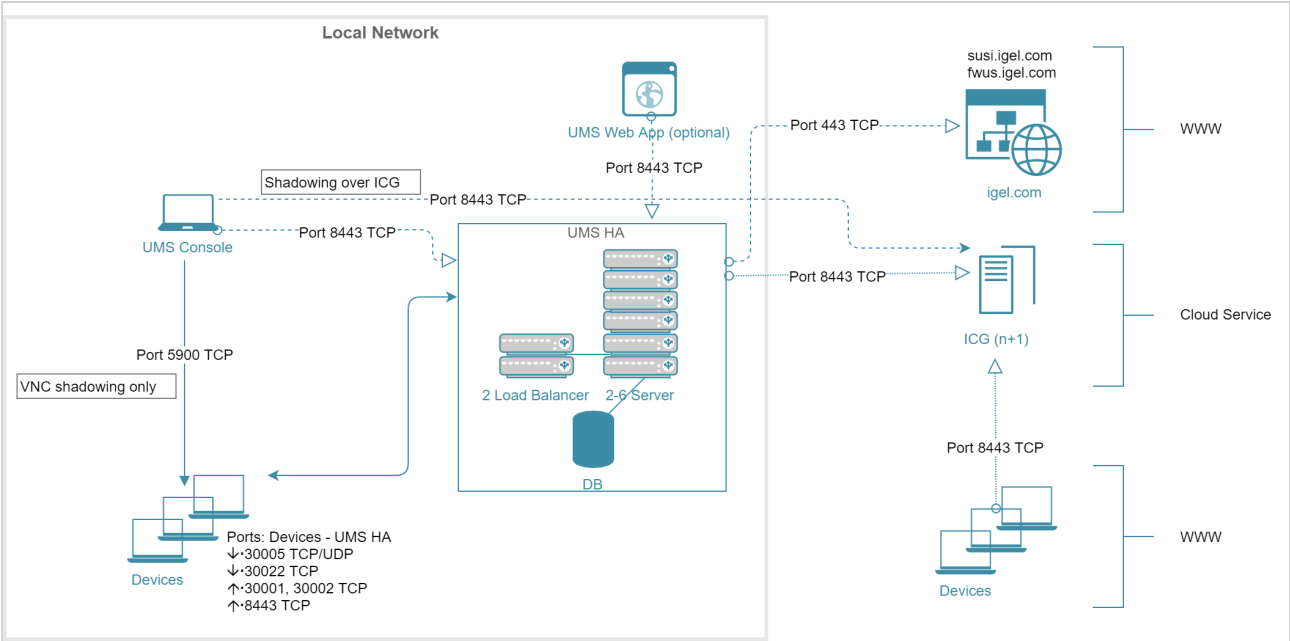 Local Network
susi.igel.com
fwus.igel.com
UMS Web App (optional)
Port 443 TCP
WWW
Port 8443 TCP
Shadowing over ICG
Port 8443 TCP
igel.com
UMS Console
Port 8443 TCP
UMS HA
Port 8443 TCP
Cloud Service
ICG (n+1)
Port 5900 TCP
VNC shadowing only
2 Load Balancer
2-6 Server
Port 8443 TCP
DB
Ports: Devices - UMS HA
↓·30005 TCP/UDP
↓·30022 TCP
↑·30001, 30002 TCP
↑·8443 TCP
Devices
WWW
Devices